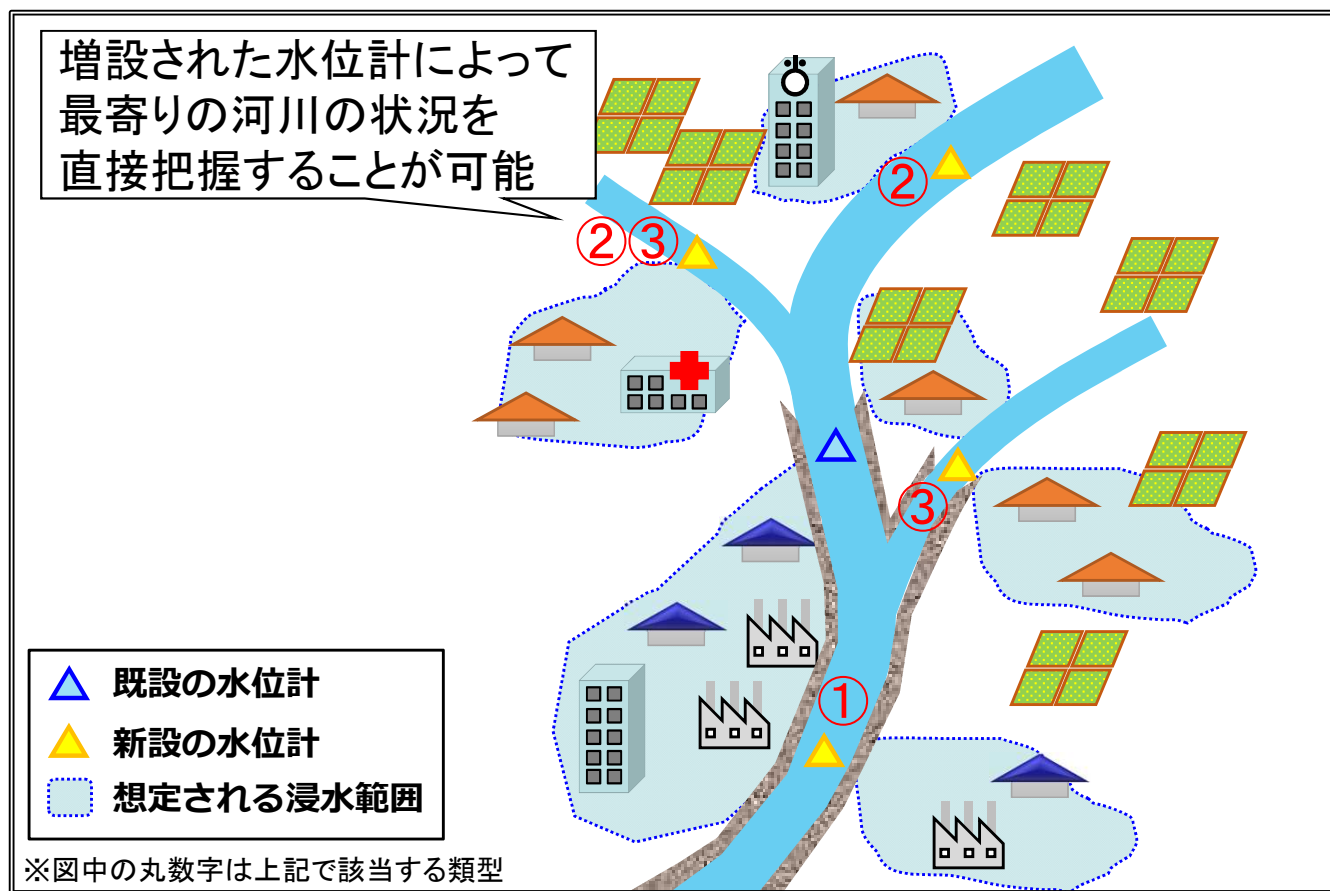 増設された水位計によって
最寄りの河川の状況を
直接把握することが可能
②
②③
③
①
既設の水位計
新設の水位計
想定される浸水範囲
※図中の丸数字は上記で該当する類型